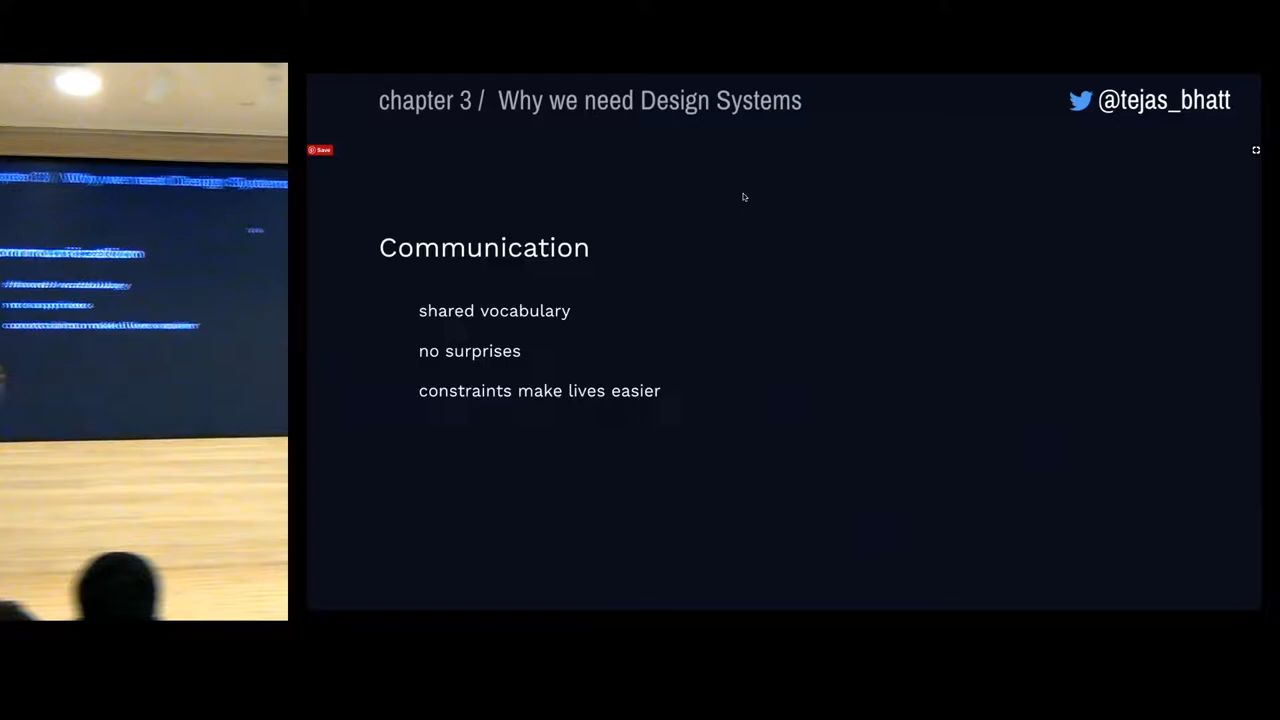 chapter 3 / Why we need Design Systems
@tejas_bhatt
Save
Communication
shared vocabulary
no surprises
constraints make lives easier